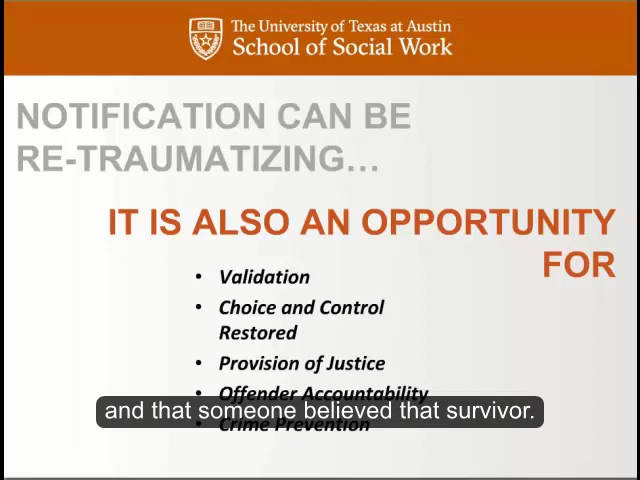 The University of Texas at Austin
School of Social Work
NOTIFICATION CAN BE
RE-TRAUMATIZING…
IT IS ALSO AN OPPORTUNITY
FOR
• Validation
• Choice and Control
Restored
• Provision of Justice
• Offender Accountability
and that someone believed that survivor.
• Crime Prevention